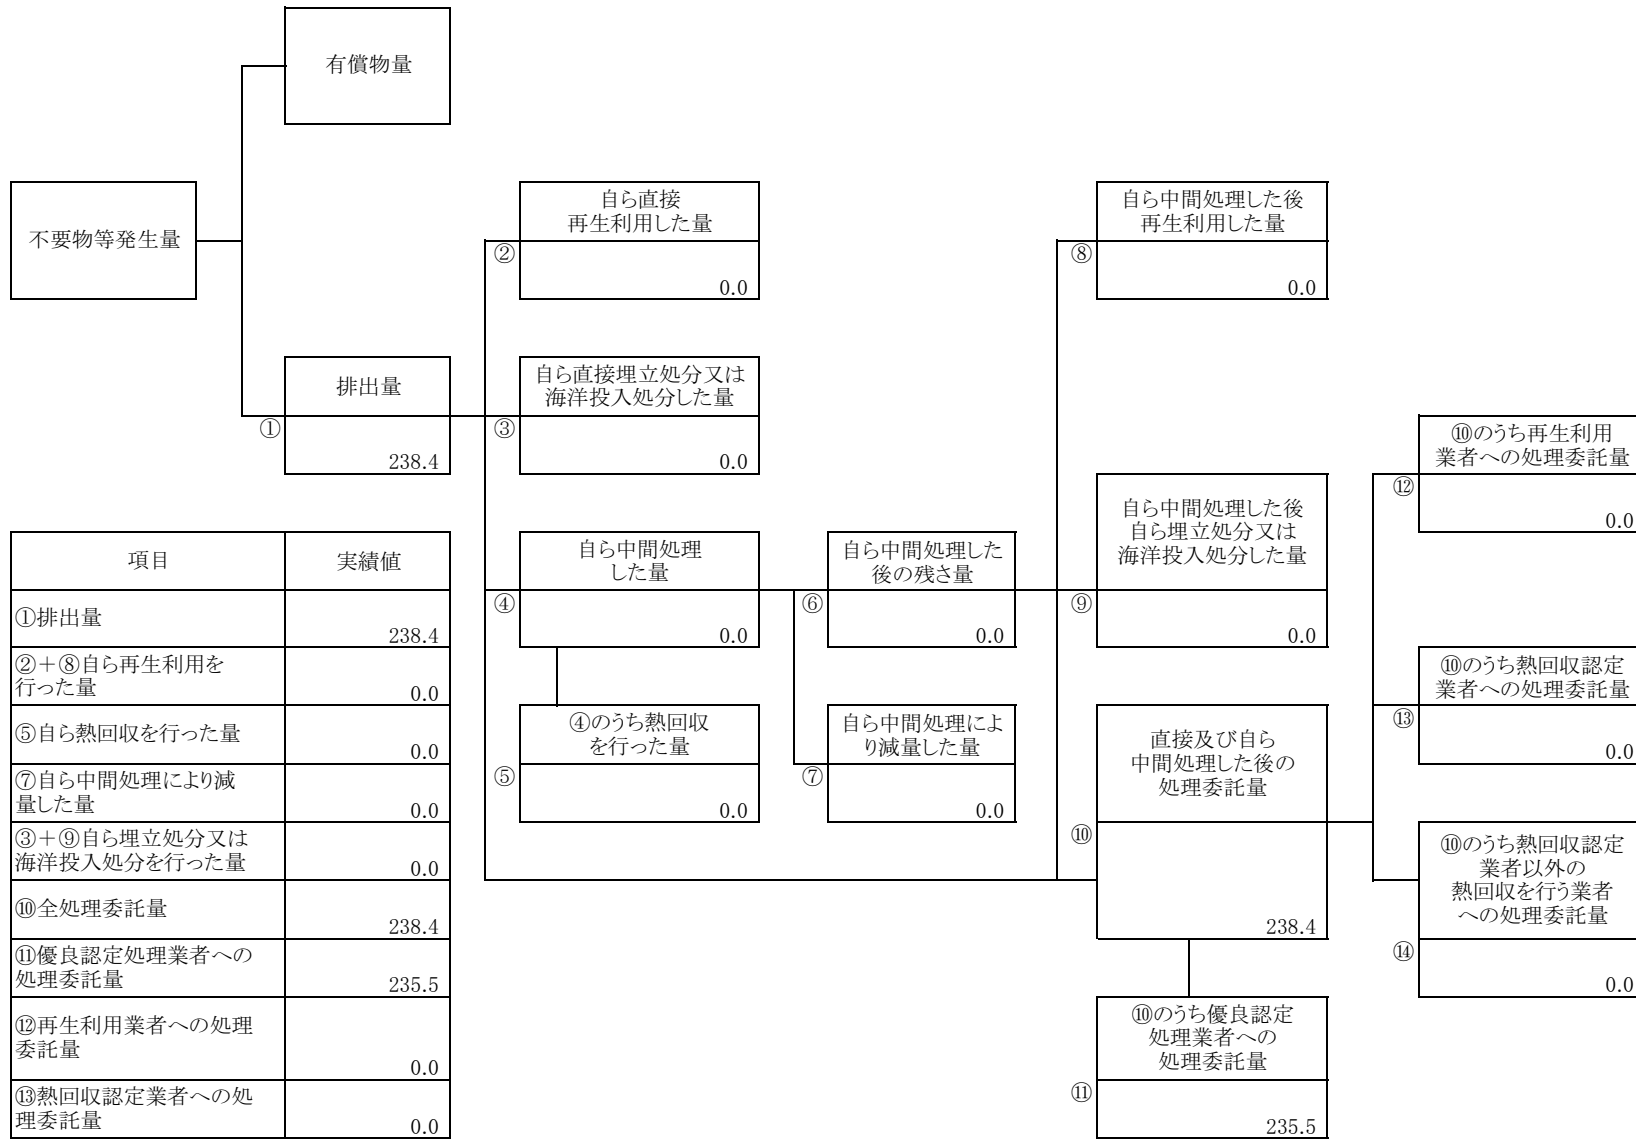 有償物量
不要物等発生量
自ら直接
再生利用した量
②
0.0
自ら中間処理した後
再生利用した量
⑧
0.0
排出量
①
238.4
自ら直接埋立処分又は
海洋投入処分した量
③
0.0
⑩のうち再生利用
業者への処理委託量
⑫
0.0
自ら中間処理
した量
④
0.0
自ら中間処理した
後の残さ量
⑥
0.0
自ら中間処理した後
自ら埋立処分又は
海洋投入処分した量
⑨
0.0
⑩のうち熱回収認定
業者への処理委託量
⑬
0.0
④のうち熱回収
を行った量
⑤
0.0
自ら中間処理によ
り減量した量
⑦
0.0
直接及び自ら
中間処理した後の
処理委託量
⑩
238.4
⑩のうち熱回収認定
業者以外の
熱回収を行う業者
への処理委託量
⑭
0.0
⑩のうち優良認定
処理業者への
処理委託量
⑪
235.5
項目 実績値
①排出量
238.4
②+⑧自ら再生利用を
行った量 0.0
⑤自ら熱回収を行った量
0.0
⑦自ら中間処理により減
量した量 0.0
③+⑨自ら埋立処分又は
海洋投入処分を行った量 0.0
⑩全処理委託量
238.4
⑪優良認定処理業者への
処理委託量 235.5
⑫再生利用業者への処理
委託量
0.0
⑬熱回収認定業者への処
理委託量 0.0